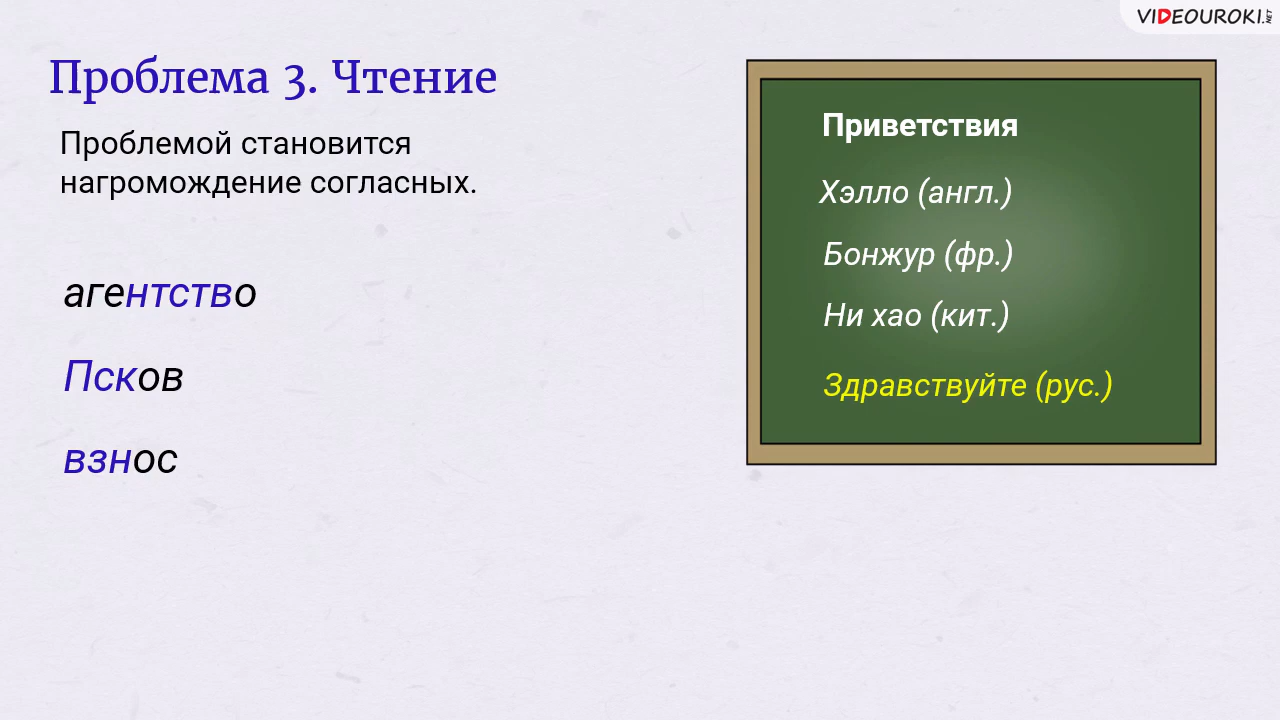 VIDEOUROKI.NET
Проблема 3. Чтение
Проблемой становится
нагромождение согласных.
агентство
Псков
взнос
Приветствия
Хэлло (англ.)
Бонжур (фр.)
Ни хао (кит.)
Здравствуйте (рус.)